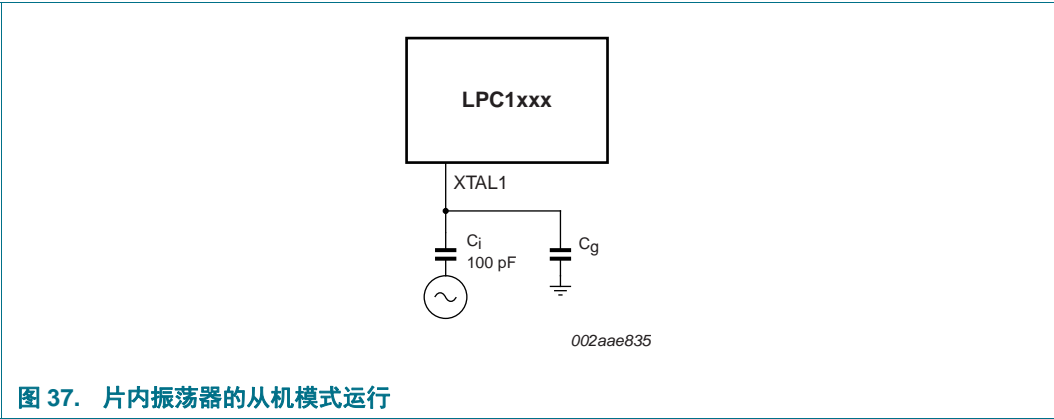 LPC1xxx
XTAL1
Ci
100 pF
Cg
002aae835
图 37. 片内振荡器的从机模式运行